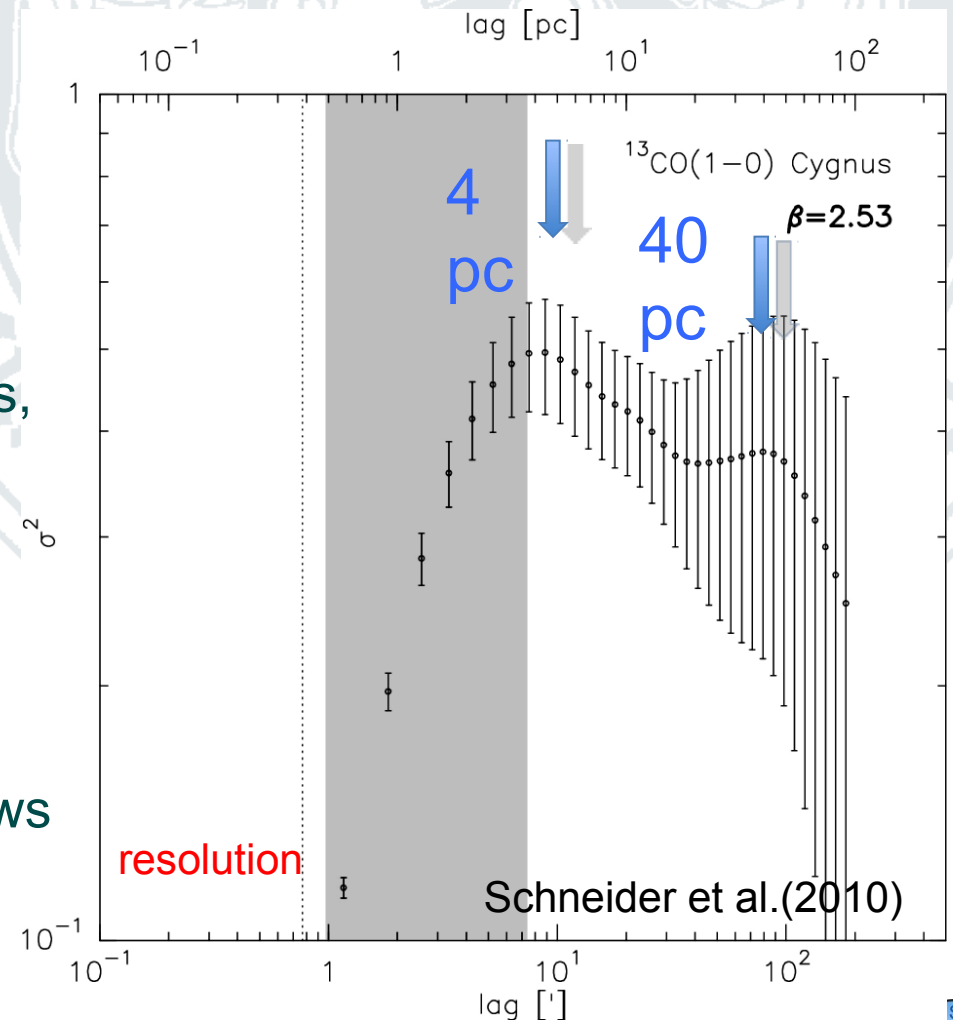 lag [pc]
10⁻¹ 1 10¹ 10²
1
¹³CO(1−0) Cygnus
β=2.53
4
pc
40
pc
s,
σ²
ws
resolution
Schneider et al.(2010)
10⁻¹
10⁻¹ 1 10¹ 10²
lag [']